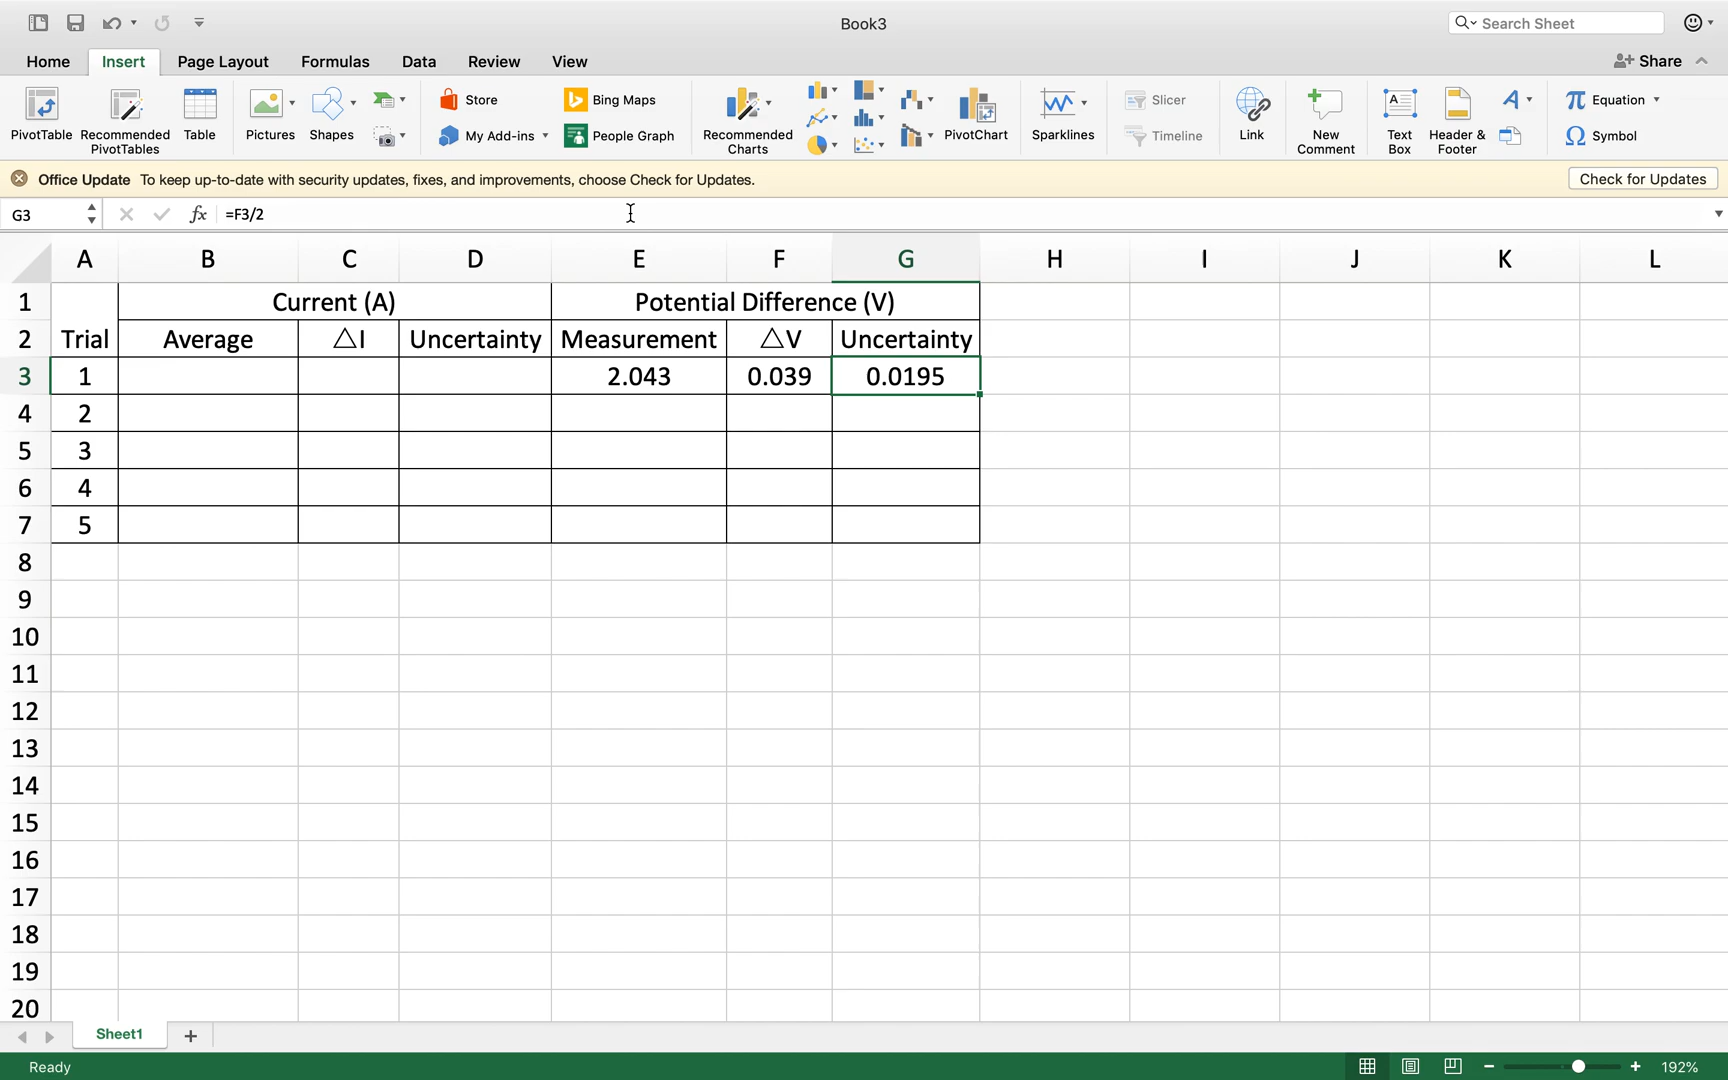 Book3
Search Sheet
Home Insert Page Layout Formulas Data Review View
Share
PivotTable
Recommended
PivotTables
Table
Pictures
Shapes
Store
My Add-ins
Bing Maps
People Graph
Recommended
Charts
PivotChart
Sparklines
Slicer
Timeline
Link
New
Comment
Text
Box
Header &
Footer
A
π Equation
Ω Symbol
Office Update To keep up-to-date with security updates, fixes, and improvements, choose Check for Updates.
Check for Updates
G3 fx =F3/2
A B C D E F G H I J K L
1 Current (A) Potential Difference (V)
2 Trial Average △I Uncertainty Measurement △V Uncertainty
3 1 2.043 0.039 0.0195
4 2
5 3
6 4
7 5
8
9
10
11
12
13
14
15
16
17
18
19
20
Sheet1 +
Ready
− + 192%